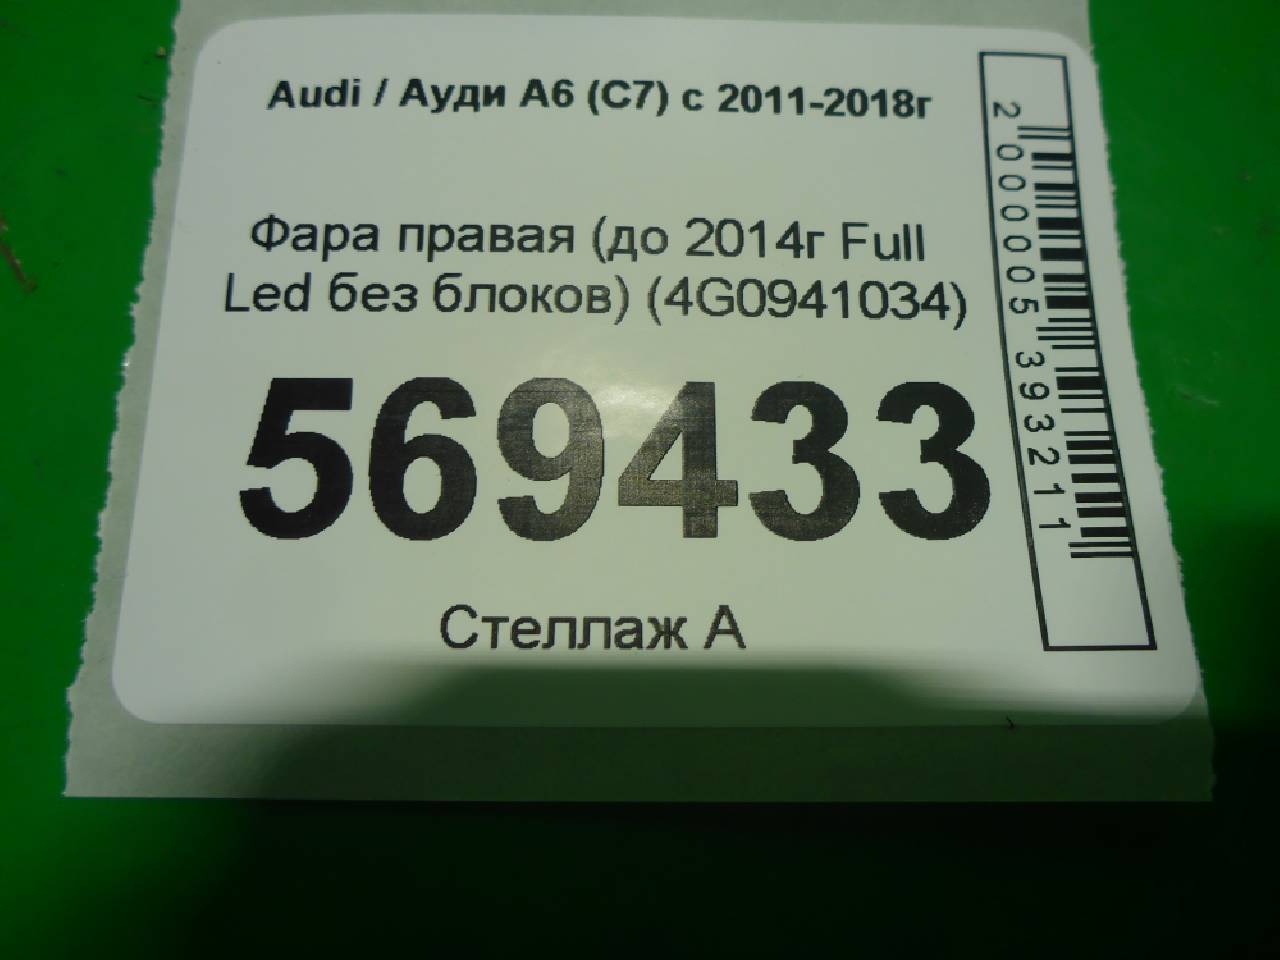 Audi / Ауди A6 (C7) с 2011-2018г
Фара правая (до 2014г Full
Led без блоков) (4G0941034)
569433
Стеллаж А
2000005393211